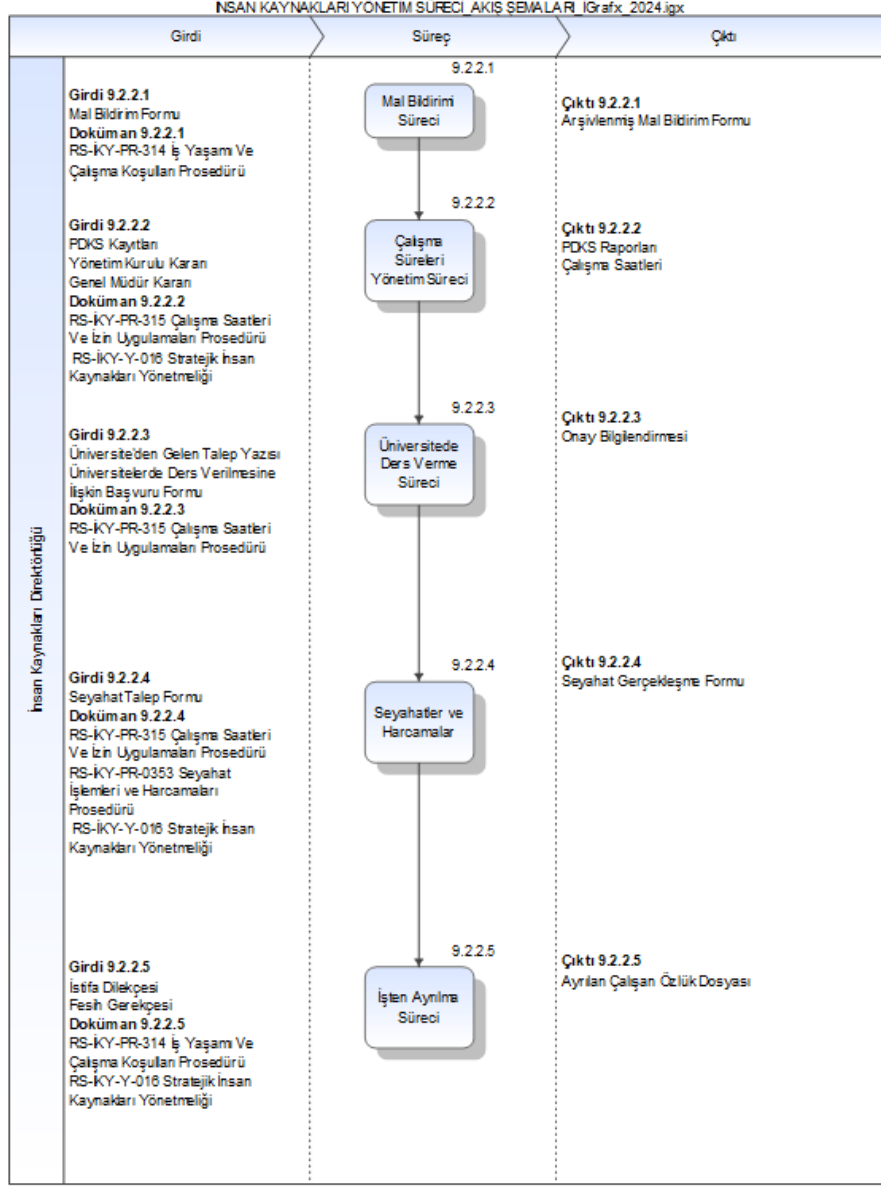 İNSAN KAYNAKLARI YÖNETİM SÜRECİ_AKIŞ ŞEMALARI_IGrafx_2024.igx
Girdi
Süreç
Çıktı
İnsan Kaynakları Direktörlüğü
Girdi 9.2.2.1
Mal Bildirim Formu
Doküman 9.2.2.1
RS-İKY-PR-314 İş Yaşamı Ve
Çalışma Koşulları Prosedürü
9.2.2.1
Mal Bildirimi
Süreci
Çıktı 9.2.2.1
Arşivlenmiş Mal Bildirim Formu
Girdi 9.2.2.2
PDKS Kayıtları
Yönetim Kurulu Kararı
Genel Müdür Kararı
Doküman 9.2.2.2
RS-İKY-PR-315 Çalışma Saatleri
Ve İzin Uygulamaları Prosedürü
RS-İKY-Y-016 Stratejik İnsan
Kaynakları Yönetmeliği
9.2.2.2
Çalışma
Süreleri
Yönetim Süreci
Çıktı 9.2.2.2
PDKS Raporları
Çalışma Saatleri
Girdi 9.2.2.3
Üniversite'den Gelen Talep Yazısı
Üniversitelerde Ders Verilmesine
İlişkin Başvuru Formu
Doküman 9.2.2.3
RS-İKY-PR-315 Çalışma Saatleri
Ve İzin Uygulamaları Prosedürü
9.2.2.3
Üniversitede
Ders Verme
Süreci
Çıktı 9.2.2.3
Onay Bilgilendirmesi
Girdi 9.2.2.4
Seyahat Talep Formu
Doküman 9.2.2.4
RS-İKY-PR-315 Çalışma Saatleri
Ve İzin Uygulamaları Prosedürü
RS-İKY-PR-0353 Seyahat
İşlemleri ve Harcamaları
Prosedürü
RS-İKY-Y-016 Stratejik İnsan
Kaynakları Yönetmeliği
9.2.2.4
Seyahatler ve
Harcamalar
Çıktı 9.2.2.4
Seyahat Gerçekleşme Formu
Girdi 9.2.2.5
İstifa Dilekçesi
Fesih Gerekçesi
Doküman 9.2.2.5
RS-İKY-PR-314 İş Yaşamı Ve
Çalışma Koşulları Prosedürü
RS-İKY-Y-016 Stratejik İnsan
Kaynakları Yönetmeliği
9.2.2.5
İşten Ayrılma
Süreci
Çıktı 9.2.2.5
Ayrılan Çalışan Özlük Dosyası